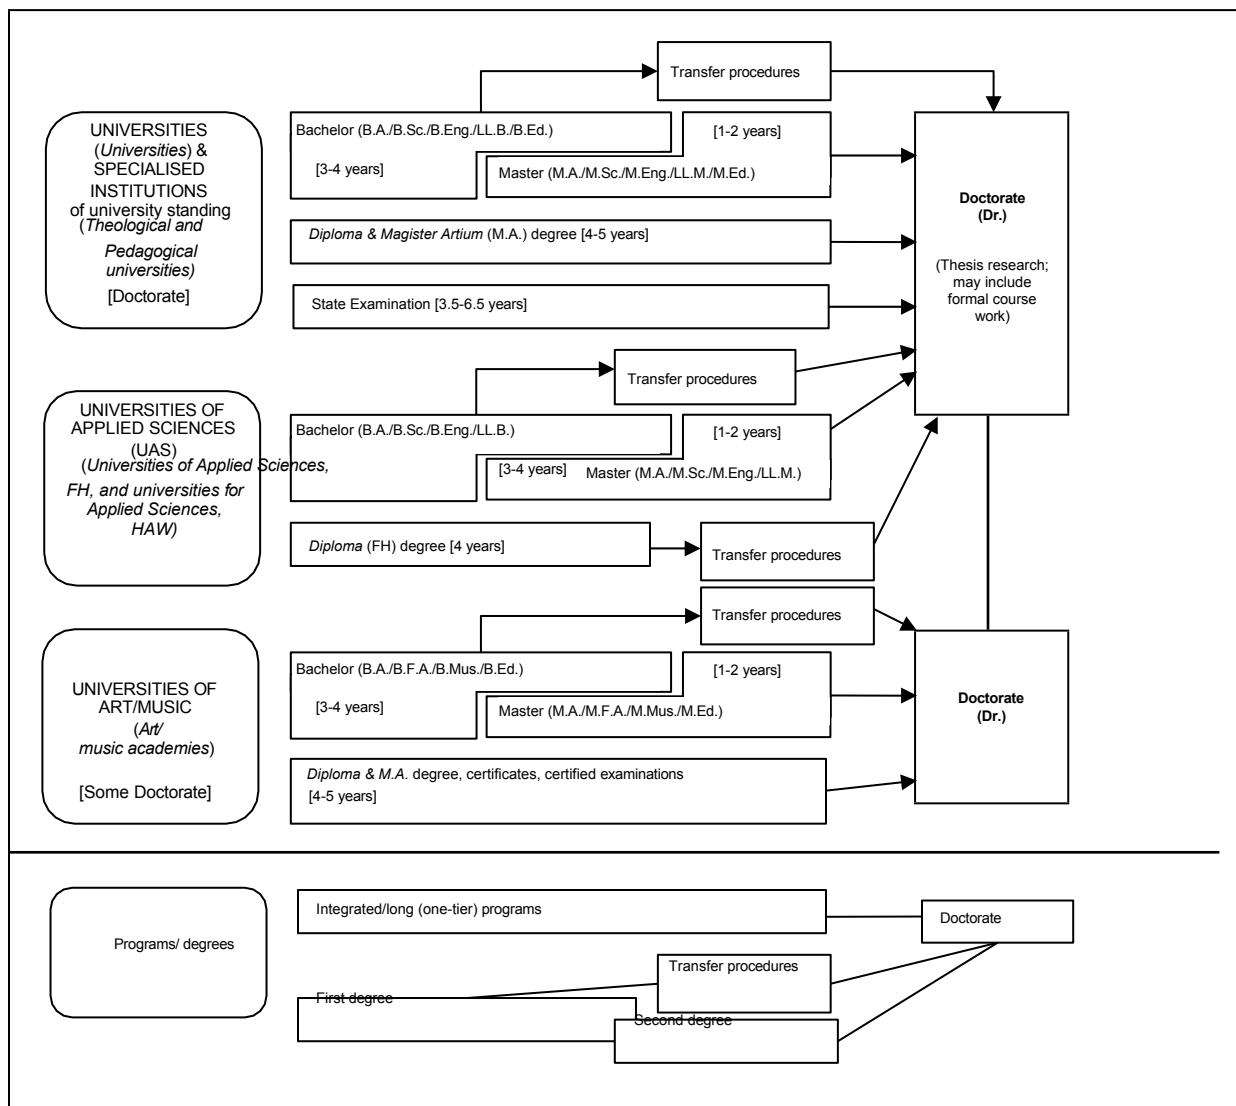 Transfer procedures
UNIVERSITIES
(Universities) &
SPECIALISED
INSTITUTIONS
of university standing
(Theological and
Pedagogical
universities)
[Doctorate]
Bachelor (B.A./B.Sc./B.Eng./LL.B./B.Ed.)
[3-4 years]
[1-2 years]
Master (M.A./M.Sc./M.Eng./LL.M./M.Ed.)
Diploma & Magister Artium (M.A.) degree [4-5 years]
State Examination [3.5-6.5 years]
Doctorate
(Dr.)
(Thesis research;
may include
formal course
work)
Transfer procedures
UNIVERSITIES OF
APPLIED SCIENCES
(UAS)
(Universities of Applied Sciences,
FH, and universities for
Applied Sciences,
HAW)
Bachelor (B.A./B.Sc./B.Eng./LL.B.)
[1-2 years]
[3-4 years]
Master (M.A./M.Sc./M.Eng./LL.M.)
Diploma (FH) degree [4 years]
Transfer procedures
Transfer procedures
UNIVERSITIES OF
ART/MUSIC
(Art/
music academies)
[Some Doctorate]
Bachelor (B.A./B.F.A./B.Mus./B.Ed.)
[3-4 years]
[1-2 years]
Master (M.A./M.F.A./M.Mus./M.Ed.)
Diploma & M.A. degree, certificates, certified examinations
[4-5 years]
Doctorate
(Dr.)
Programs/ degrees
Integrated/long (one-tier) programs
Doctorate
Transfer procedures
First degree
Second degree